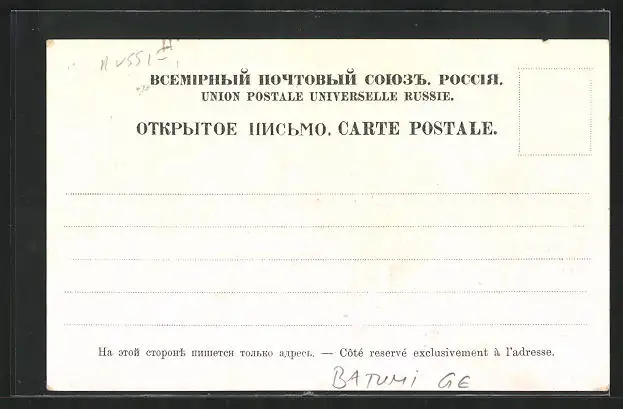 RUSSIA
ВСЕМІРНЫЙ ПОЧТОВЫЙ СОЮЗЪ. РОССІЯ.
UNION POSTALE UNIVERSELLE RUSSIE.
ОТКРЫТОЕ ПИСЬМО. CARTE POSTALE.
На этой сторонѣ пишется только адресъ. — Côté reservé exclusivement à l'adresse.
BATUMI GE